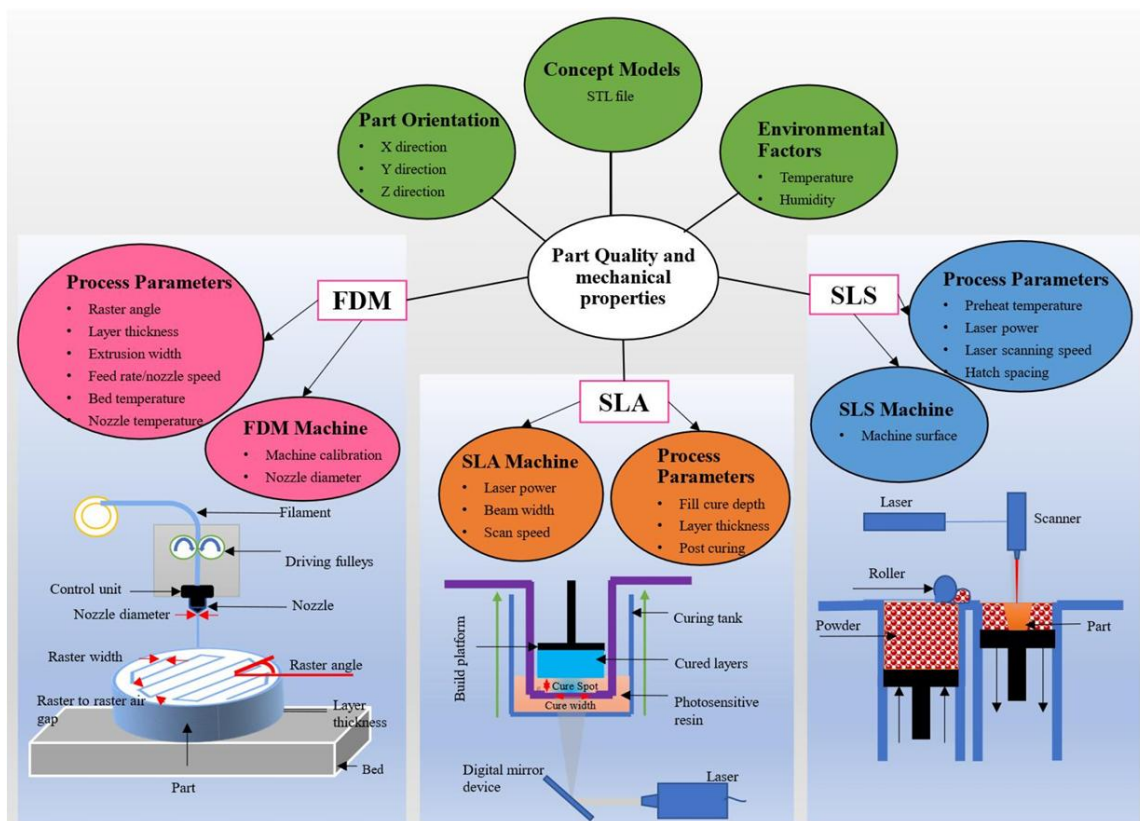 Concept Models
STL file
Part Orientation
• X direction
• Y direction
• Z direction
Environmental
Factors
• Temperature
• Humidity
Part Quality and
mechanical
properties
FDM
Process Parameters
• Raster angle
• Layer thickness
• Extrusion width
• Feed rate/nozzle speed
• Bed temperature
• Nozzle temperature
FDM Machine
• Machine calibration
• Nozzle diameter
Filament
Driving fulleys
Control unit
Nozzle
Nozzle diameter
Raster width
Raster angle
Raster to raster air
gap
Layer
thickness
Bed
Part
SLA
SLA Machine
• Laser power
• Beam width
• Scan speed
Process
Parameters
• Fill cure depth
• Layer thickness
• Post curing
Build platform
Curing tank
Cured layers
Cure Spot
Cure width
Photosensitive
resin
Digital mirror
device
Laser
SLS
Process Parameters
• Preheat temperature
• Laser power
• Laser scanning speed
• Hatch spacing
SLS Machine
• Machine surface
Laser
Scanner
Roller
Powder
Part